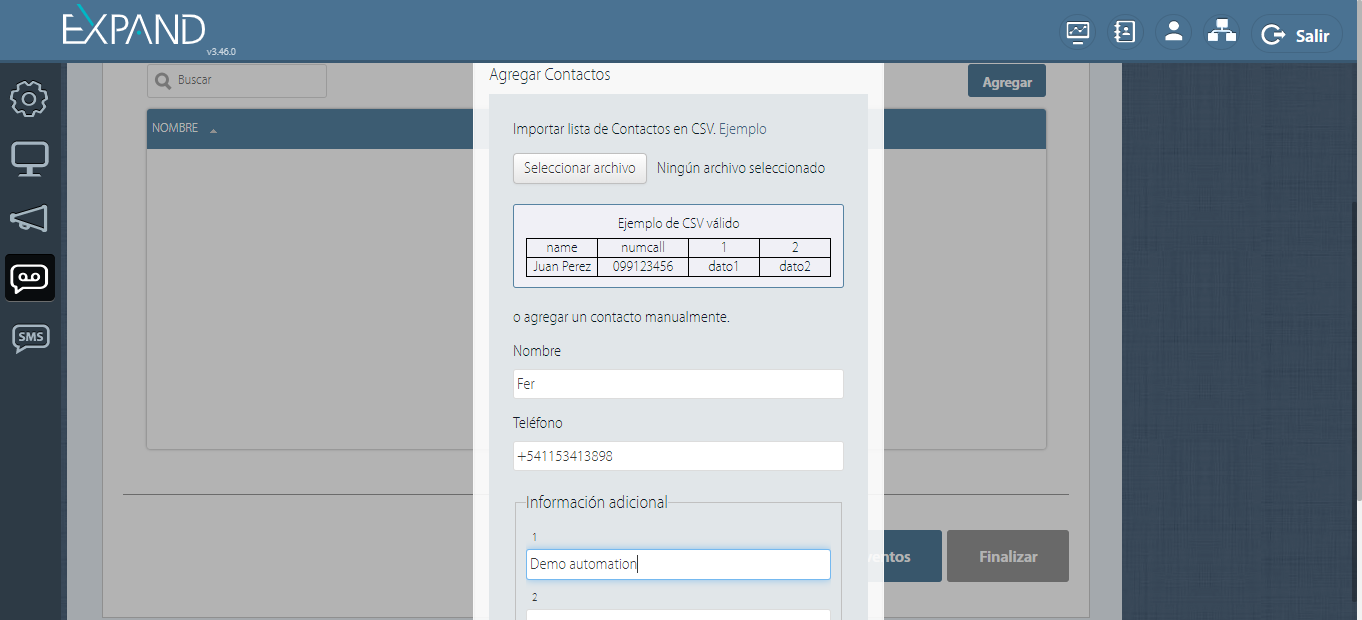 EXPAND
v3.46.0
Salir
Buscar
Agregar
NOMBRE
Agregar Contactos
Importar lista de Contactos en CSV. Ejemplo
Seleccionar archivo Ningún archivo seleccionado
Ejemplo de CSV válido
name numcall 1 2
Juan Perez 099123456 dato1 dato2
o agregar un contacto manualmente.
Nombre
Fer
Teléfono
+541153413898
Información adicional
1
Demo automation
2
SMS
Finalizar